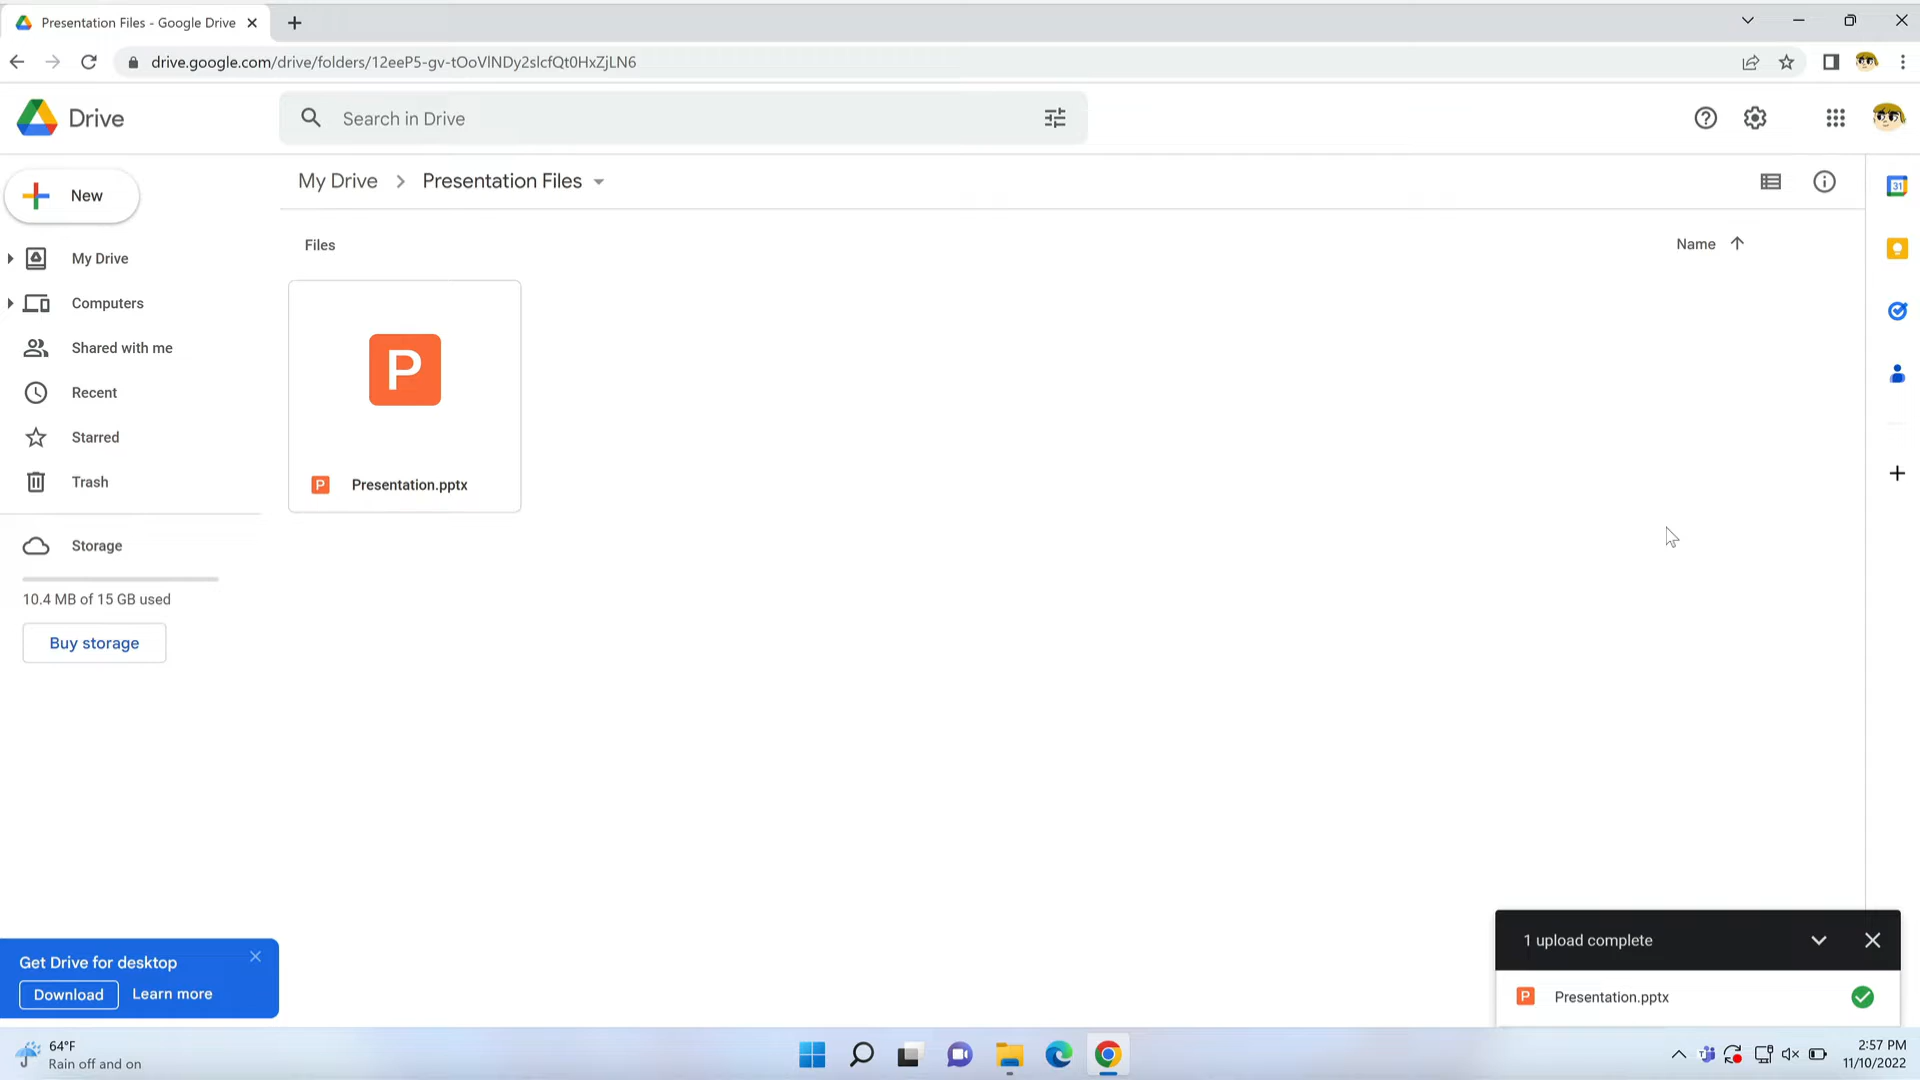 Presentation Files - Google Drive
drive.google.com/drive/folders/12eeP5-gv-tOoVlNDy2slcfQt0HxZjLN6
Drive
Search in Drive
New
My Drive
Computers
Shared with me
Recent
Starred
Trash
Storage
10.4 MB of 15 GB used
Buy storage
My Drive > Presentation Files
Files
Name
31
P
P Presentation.pptx
Get Drive for desktop
Download Learn more
1 upload complete
P Presentation.pptx
64°F
Rain off and on
2:57 PM
11/10/2022